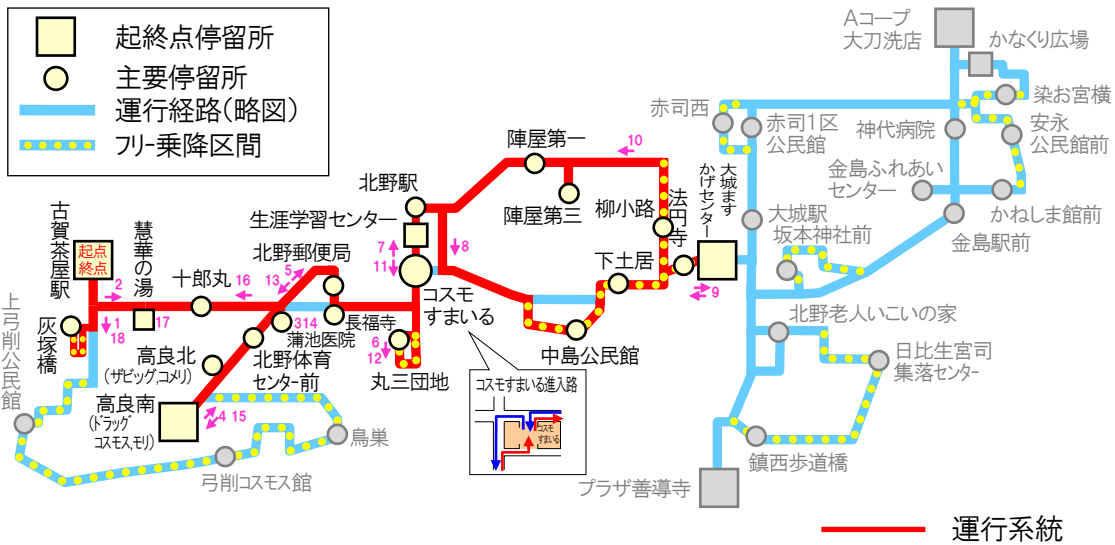 起終点停留所
主要停留所
運行経路(略図)
フリー乗降区間
Aコープ
大刀洗店
かなくり広場
染お宮横
安永
公民館前
神代病院
金島ふれあい
センター
かねしま館前
金島駅前
赤司西
赤司1区
公民館
大城駅
坂本神社前
北野老人いこいの家
日比生宮司
集落センター
鎮西歩道橋
プラザ善導寺
大城ます
かげセンター
法円寺
柳小路
下土居
中島公民館
陣屋第一
陣屋第三
10
9
8
北野駅
生涯学習センター
7
11
コスモ
すまいる
北野郵便局
5
13
長福寺
314
蒲池医院
北野体育
センター前
6
12
丸三団地
十郎丸
16
慧華の湯
17
古賀茶屋駅
起点
終点
2
1
18
灰塚橋
上弓削公民館
高良北
(ザビッグ,コメリ)
高良南
(ドラッグ
コスモス,モリ)
4 15
鳥巣
弓削コスモス館
コスモすまいる進入路
コスモ
すまいる
運行系統